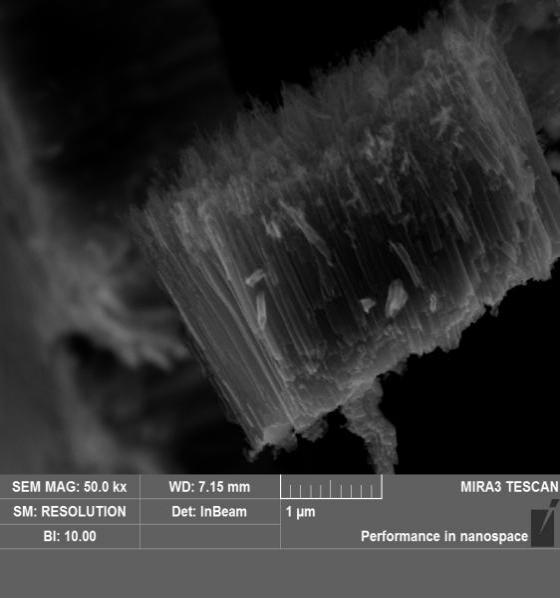 SEM MAG: 50.0 kx WD: 7.15 mm MIRA3 TESCAN
SM: RESOLUTION Det: InBeam 1 µm
BI: 10.00 Performance in nanospace